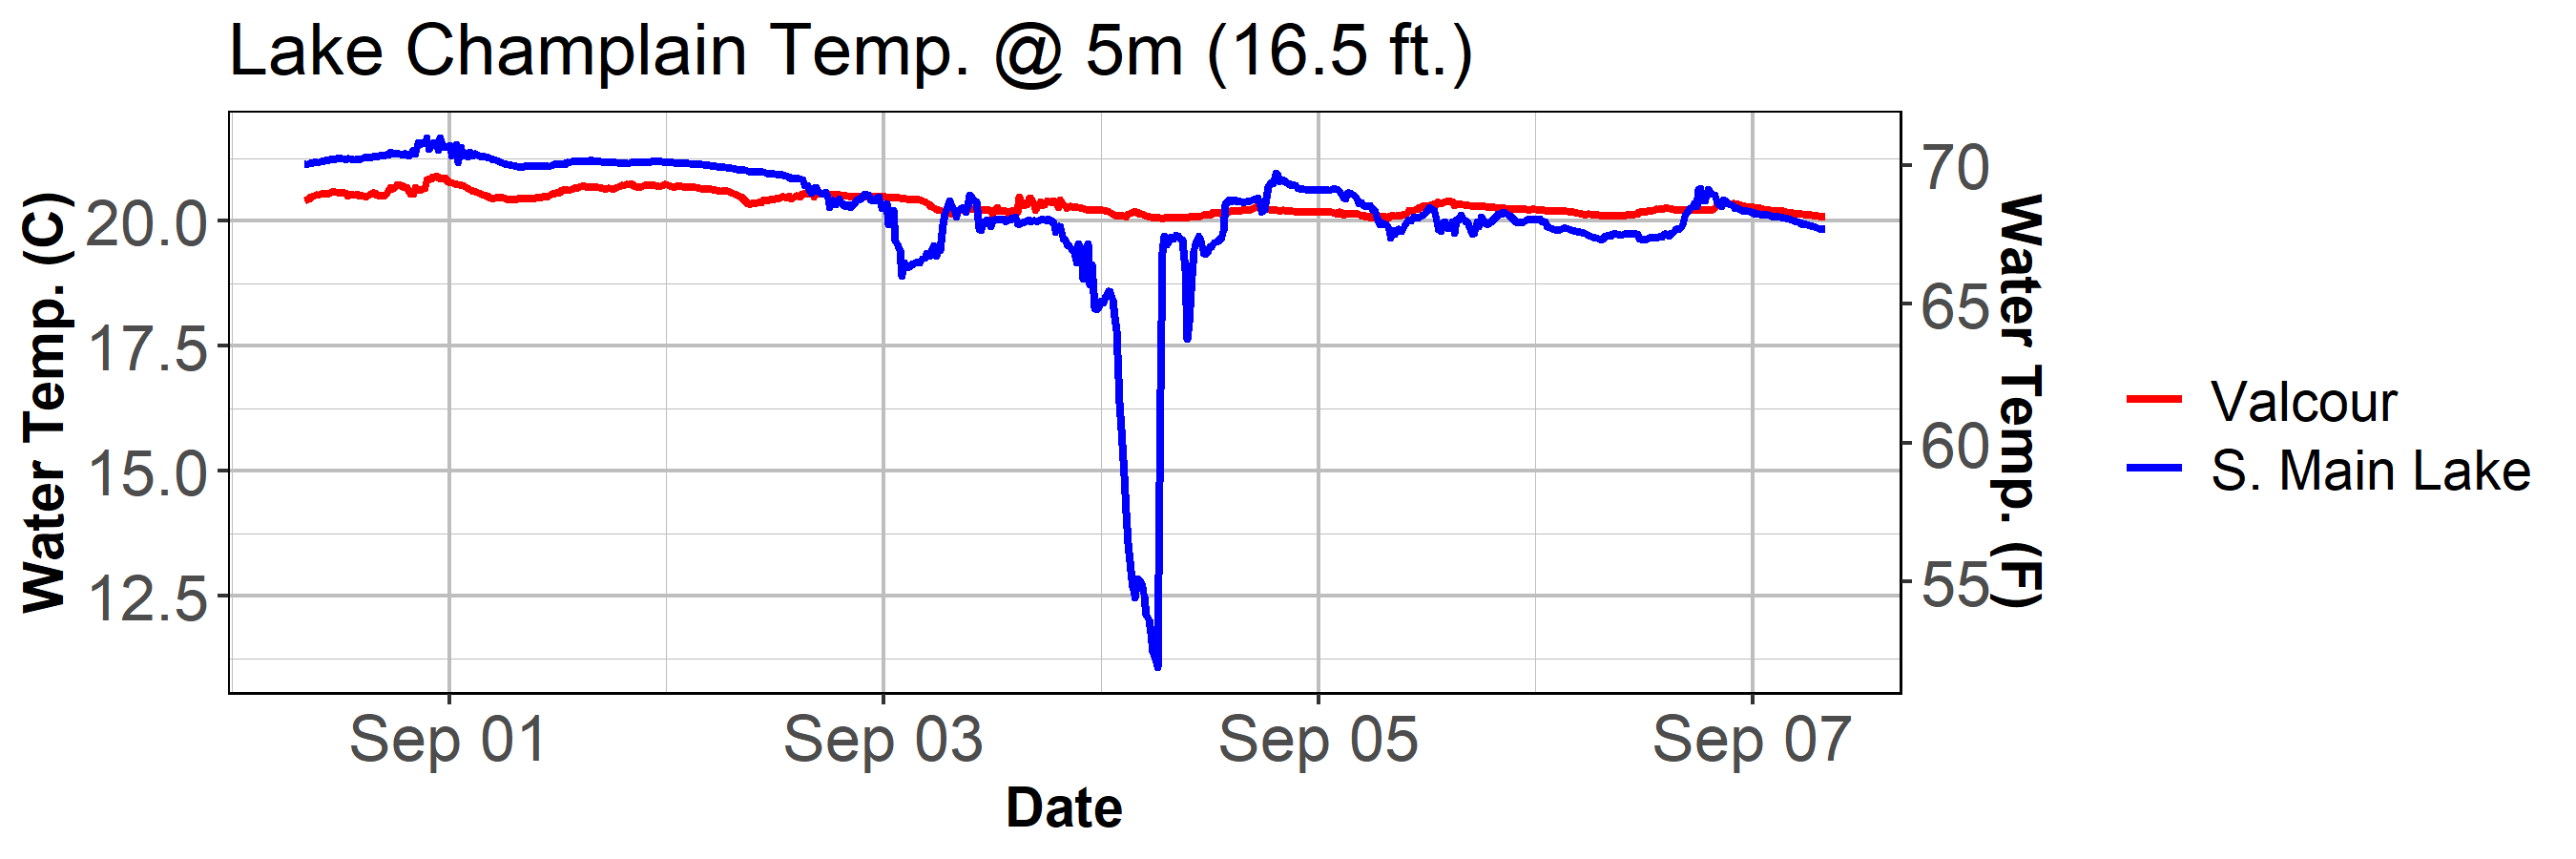 Lake Champlain Temp. @ 5m (16.5 ft.)
Water Temp. (C)
20.0
17.5
15.0
12.5
70
65
60
55
Water Temp. (F)
Sep 01
Sep 03
Sep 05
Sep 07
Date
Valcour
S. Main Lake